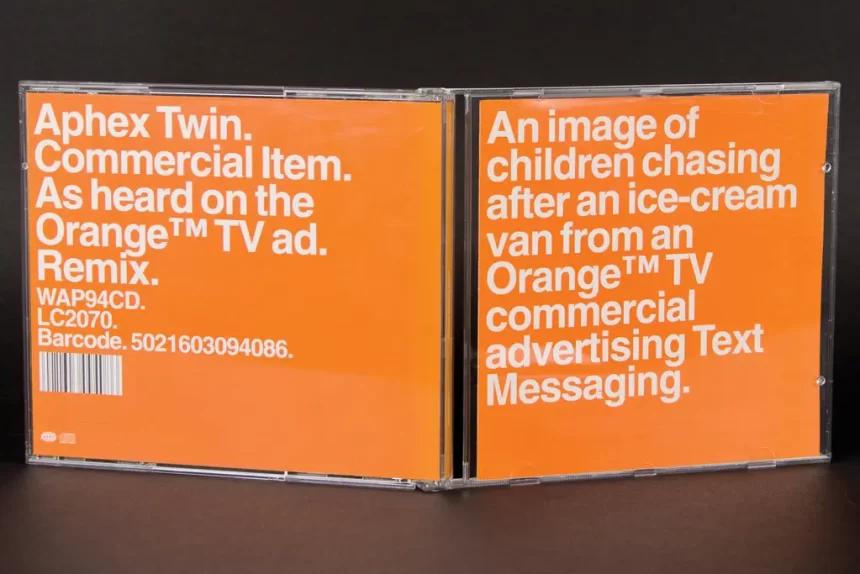 Aphex Twin.
Commercial Item.
As heard on the
Orange™ TV ad.
Remix.
WAP94CD.
LC2070.
Barcode. 5021603094086.
An image of
children chasing
after an ice-cream
van from an
Orange™ TV
commercial
advertising Text
Messaging.